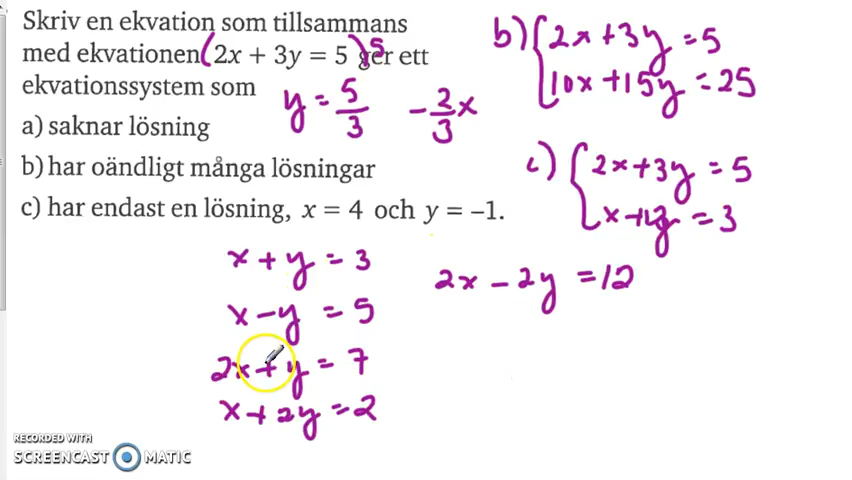 Skriv en ekvation som tillsammans
med ekvationen (2x + 3y = 5)5 ger ett
ekvationssystem som
y = 5/3 - 2/3 x
a) saknar lösning
b) har oändligt många lösningar
c) har endast en lösning, x = 4 och y = –1.
x + y = 3
x - y = 5
2x + y = 7
x + 2y = 2
b) { 2x + 3y = 5
10x + 15y = 25
c) { 2x + 3y = 5
x + y = 3
2x - 2y = 12
RECORDED WITH
SCREENCAST MATIC